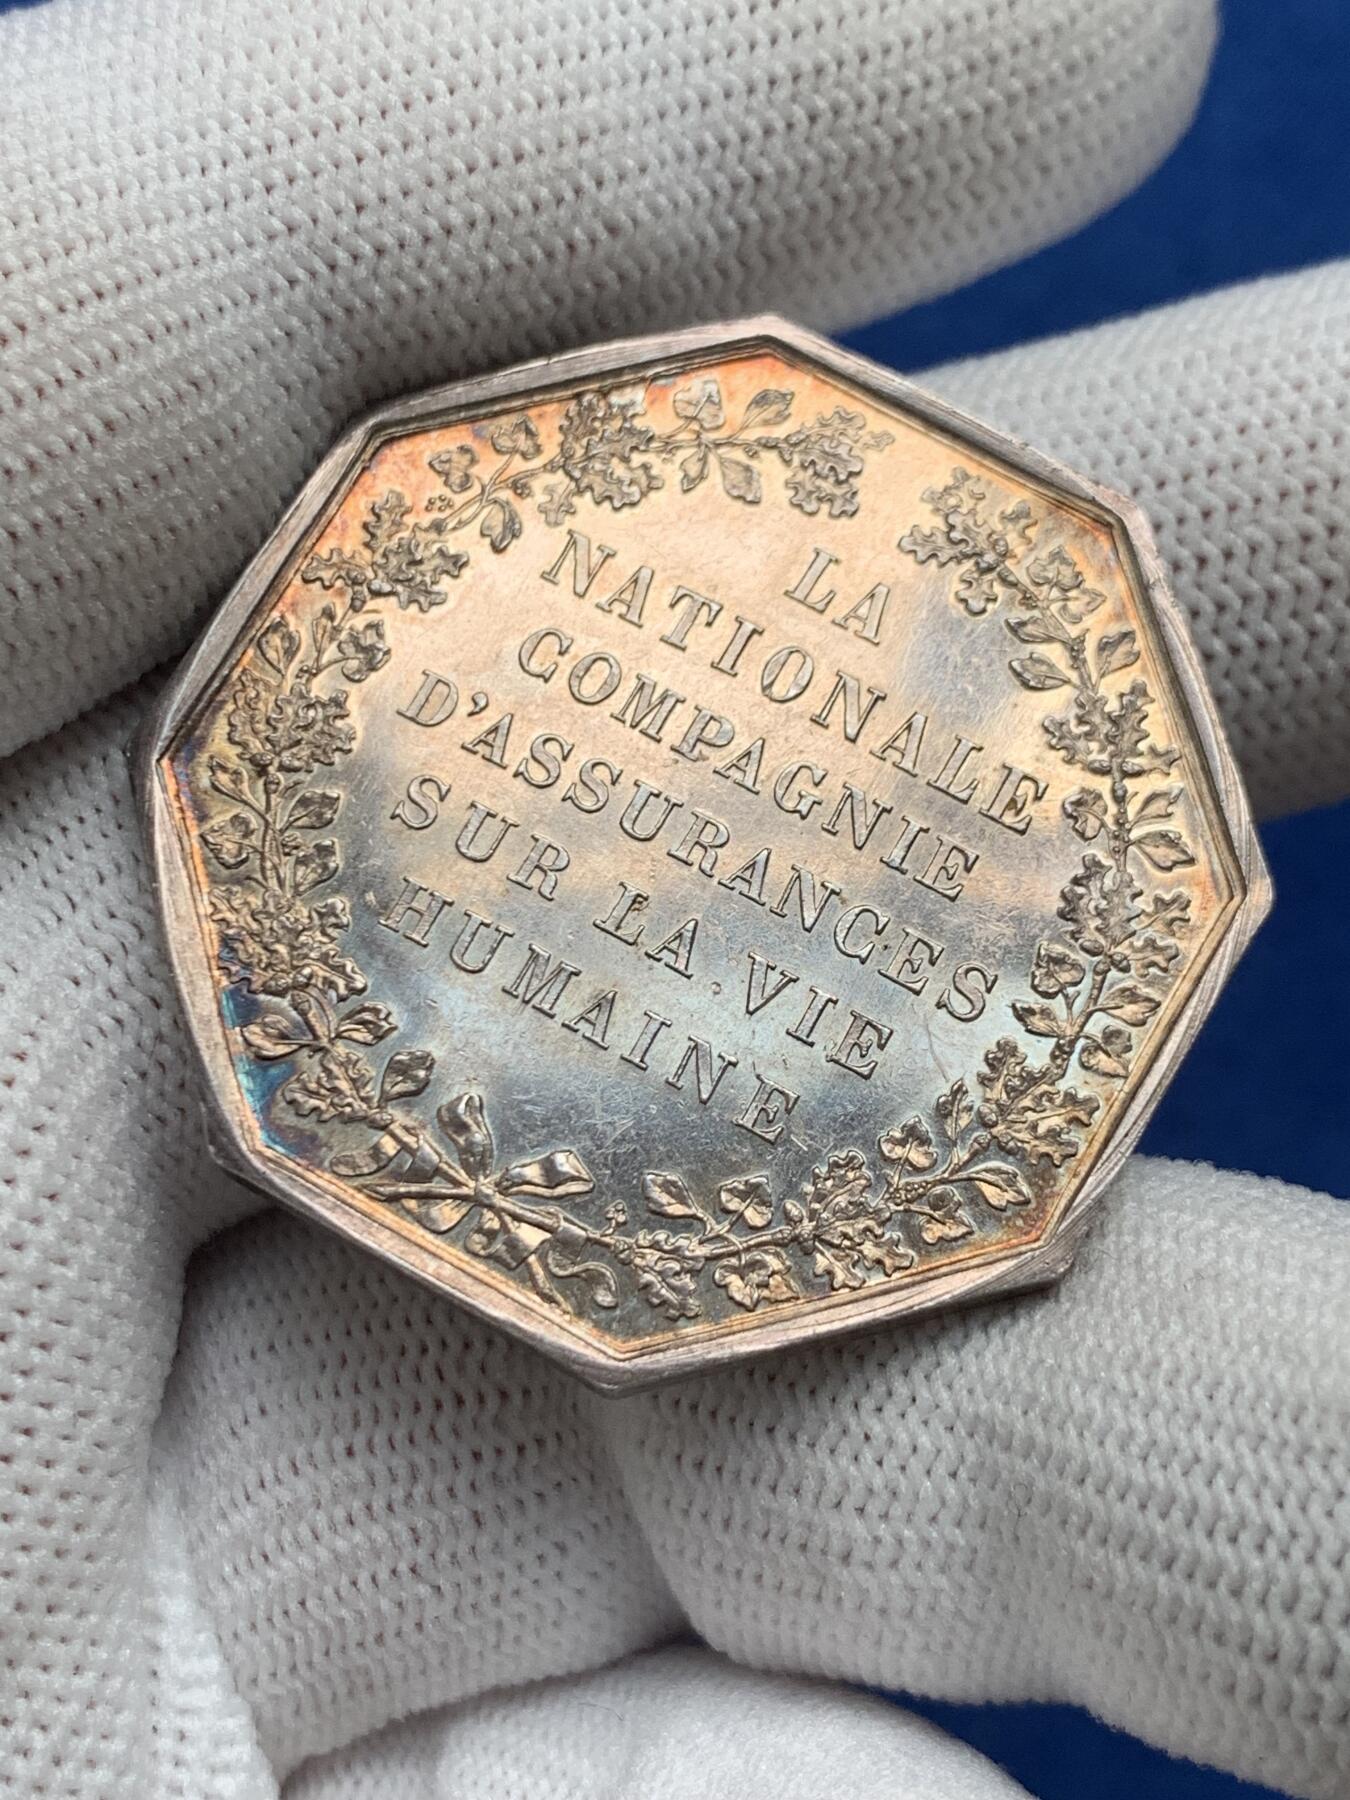 LA
NATIONALE
COMPAGNIE
D'ASSURANCES
SUR LA VIE
HUMAINE